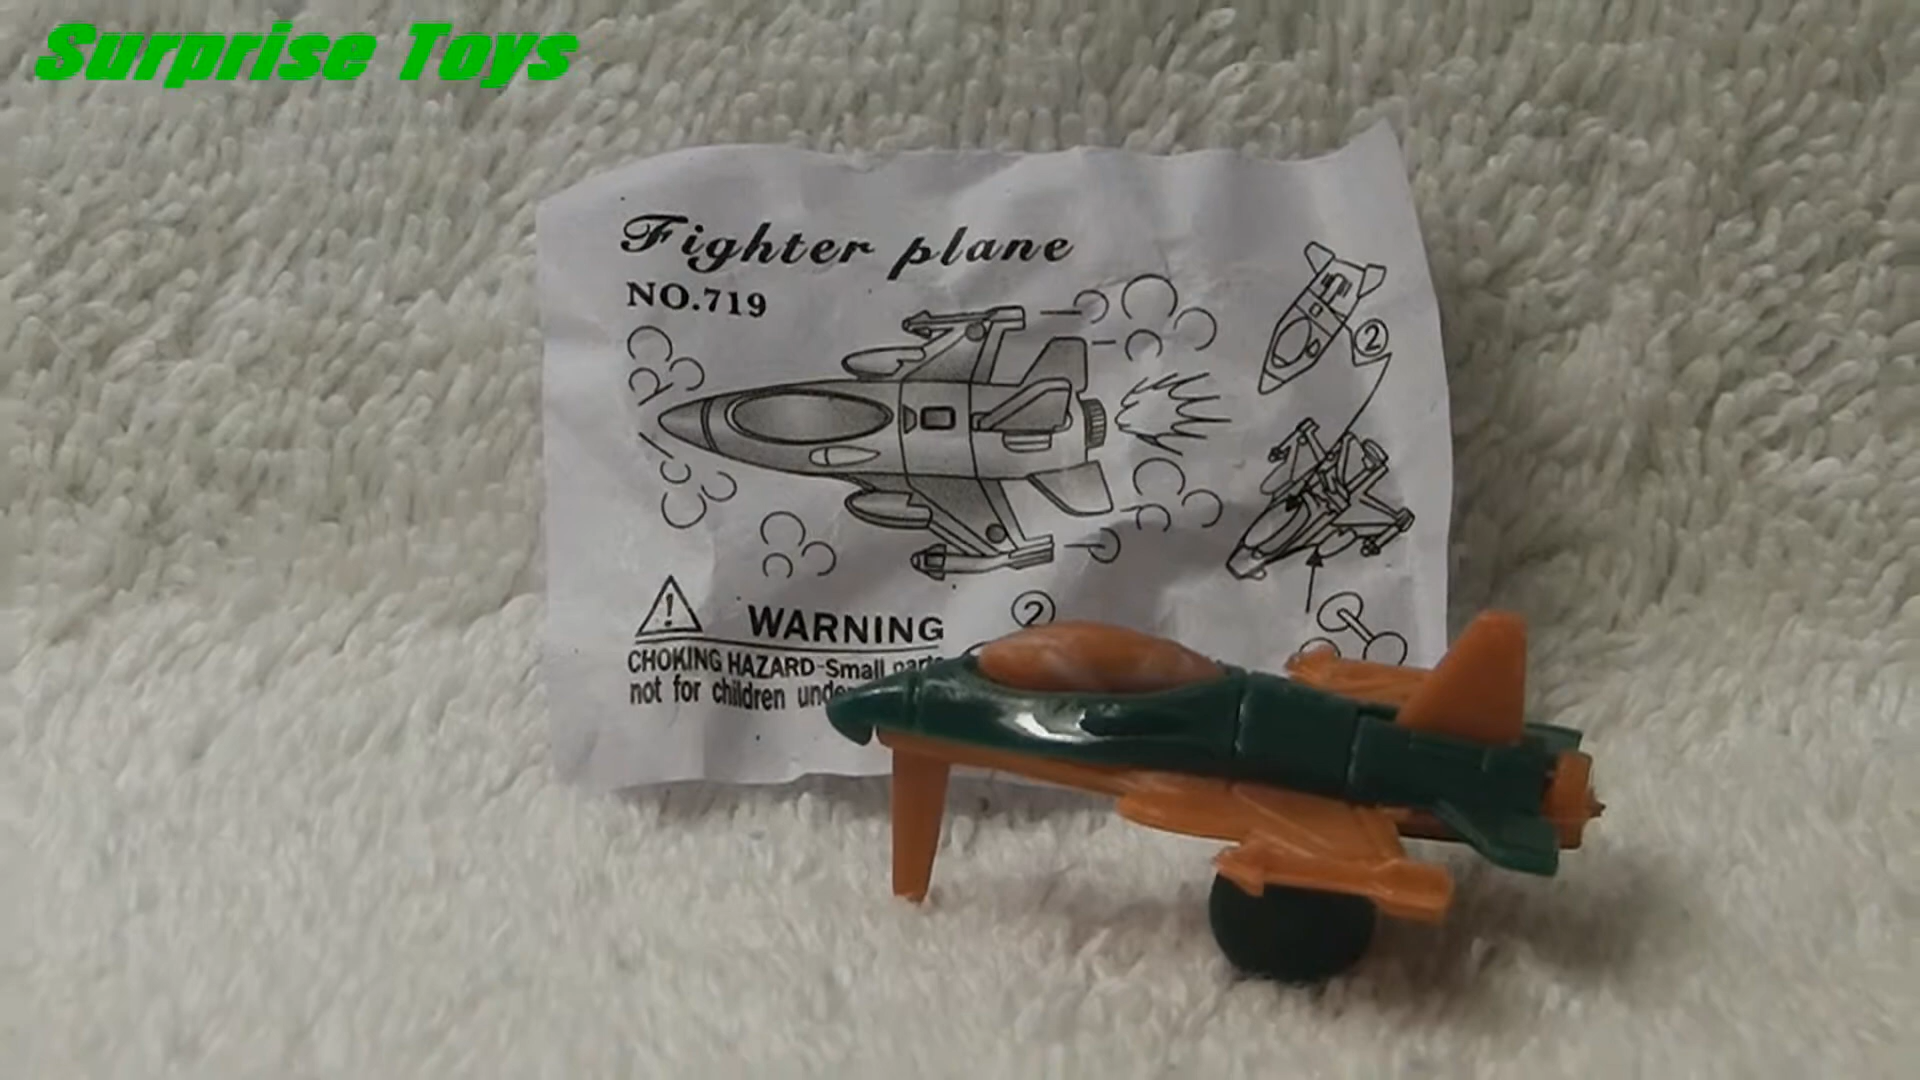 Surprise Toys
Fighter plane
NO.719
2
WARNING
2
CHOKING HAZARD-Small
not for children